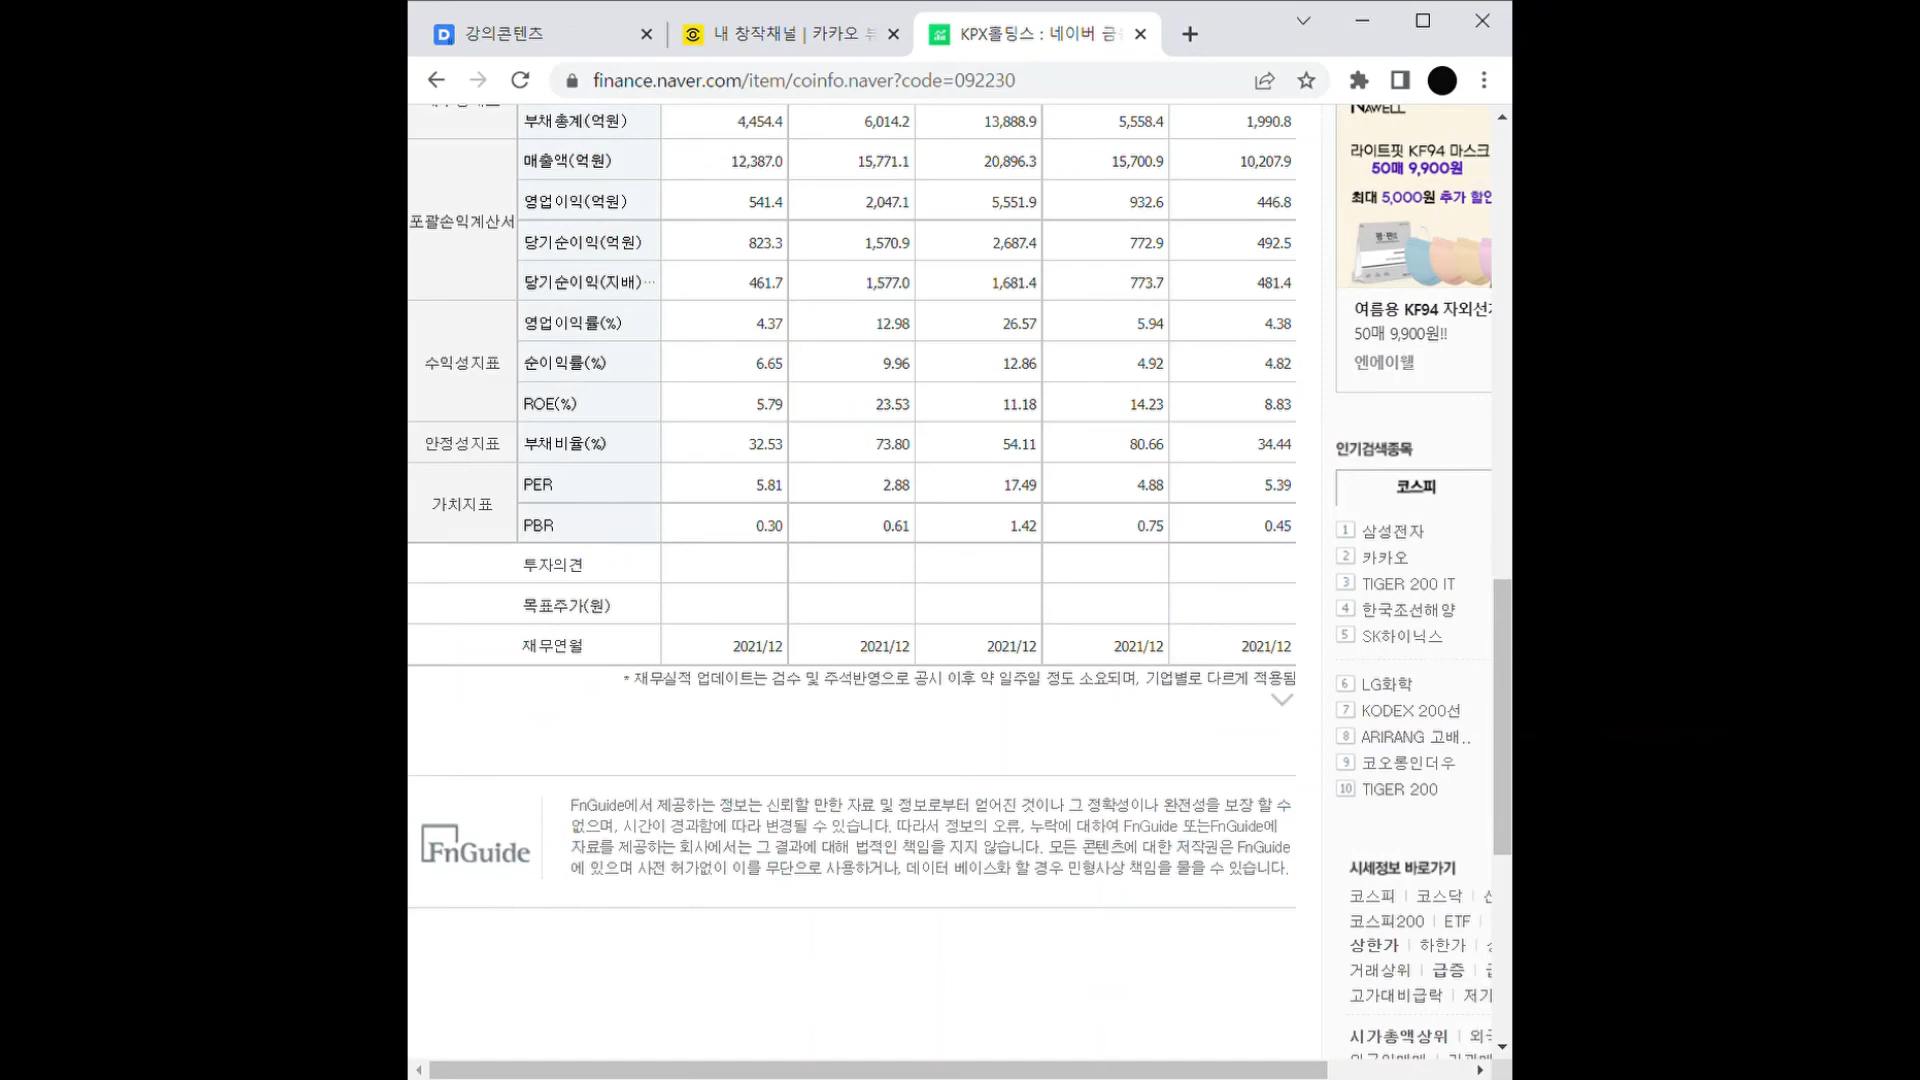 강의콘텐츠
내 창작채널 | 카카오
KPX홀딩스 : 네이버 금
finance.naver.com/item/coinfo.naver?code=092230
부채총계(억원) 4,454.4 6,014.2 13,888.9 5,558.4 1,990.8
포괄손익계산서
매출액(억원) 12,387.0 15,771.1 20,896.3 15,700.9 10,207.9
영업이익(억원) 541.4 2,047.1 5,551.9 932.6 446.8
당기순이익(억원) 823.3 1,570.9 2,687.4 772.9 492.5
당기순이익(지배)… 461.7 1,577.0 1,681.4 773.7 481.4
수익성지표
영업이익률(%) 4.37 12.98 26.57 5.94 4.38
순이익률(%) 6.65 9.96 12.86 4.92 4.82
ROE(%) 5.79 23.53 11.18 14.23 8.83
안정성지표 부채비율(%) 32.53 73.80 54.11 80.66 34.44
가치지표
PER 5.81 2.88 17.49 4.88 5.39
PBR 0.30 0.61 1.42 0.75 0.45
투자의견
목표주가(원)
재무연월 2021/12 2021/12 2021/12 2021/12 2021/12
* 재무실적 업데이트는 검수 및 주석반영으로 공시 이후 약 일주일 정도 소요되며, 기업별로 다르게 적용됨
FnGuide
FnGuide에서 제공하는 정보는 신뢰할 만한 자료 및 정보로부터 얻어진 것이나 그 정확성이나 완전성을 보장 할 수
없으며, 시간이 경과함에 따라 변경될 수 있습니다. 따라서 정보의 오류, 누락에 대하여 FnGuide 또는FnGuide에
자료를 제공하는 회사에서는 그 결과에 대해 법적인 책임을 지지 않습니다. 모든 콘텐츠에 대한 저작권은 FnGuide
에 있으며 사전 허가없이 이를 무단으로 사용하거나, 데이터 베이스화 할 경우 민형사상 책임을 물을 수 있습니다.
NAWELL
라이트핏 KF94 마스크
50매 9,900원
최대 5,000원 추가 할인
여름용 KF94 자외선
50매 9,900원!!
엔에이웰
인기검색종목
코스피
1 삼성전자
2 카카오
3 TIGER 200 IT
4 한국조선해양
5 SK하이닉스
6 LG화학
7 KODEX 200선
8 ARIRANG 고배..
9 코오롱인더우
10 TIGER 200
시세정보 바로가기
코스피 | 코스닥 |
코스피200 | ETF |
상한가 | 하한가 |
거래상위 | 급증 |
고가대비급락 | 저가
시가총액상위 | 외국